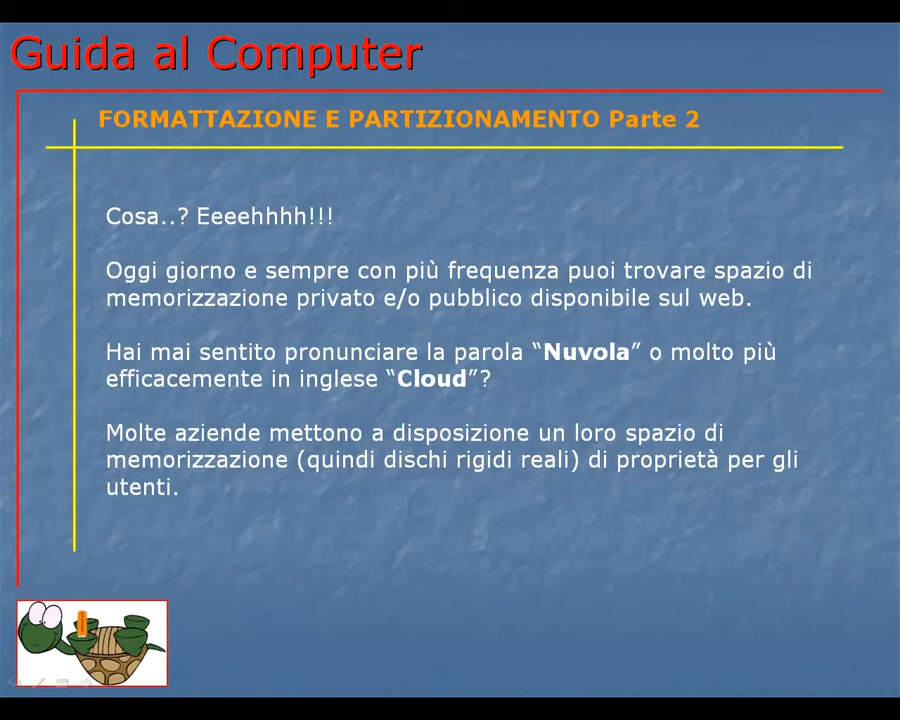 Guida al Computer
FORMATTAZIONE E PARTIZIONAMENTO Parte 2
Cosa..? Eeeehhhh!!!
Oggi giorno e sempre con più frequenza puoi trovare spazio di
memorizzazione privato e/o pubblico disponibile sul web.
Hai mai sentito pronunciare la parola “Nuvola” o molto più
efficacemente in inglese “Cloud”?
Molte aziende mettono a disposizione un loro spazio di
memorizzazione (quindi dischi rigidi reali) di proprietà per gli
utenti.